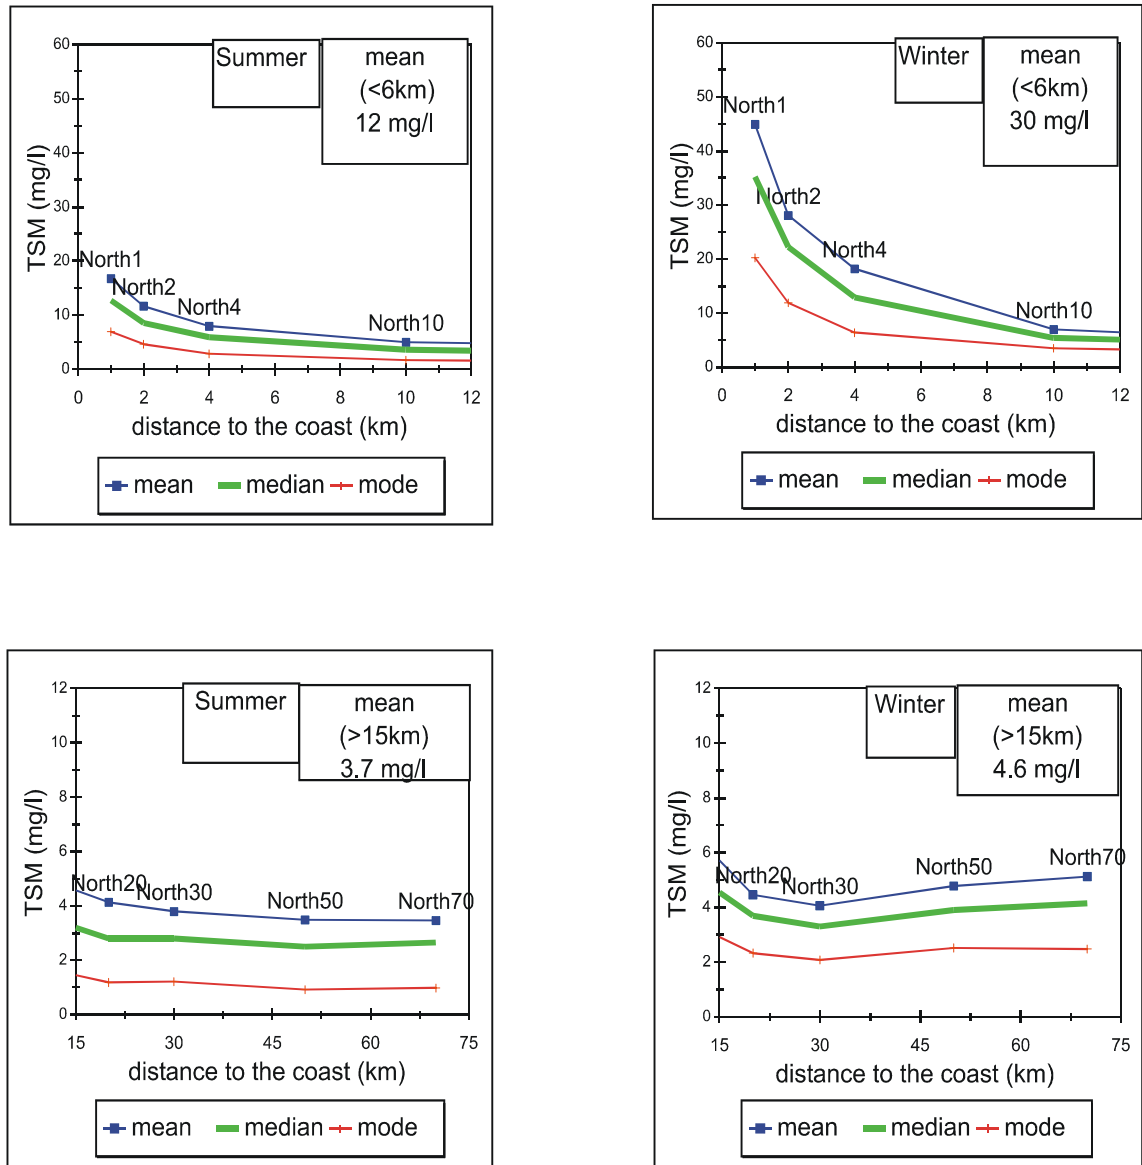 Summer
mean
(<6km)
12 mg/l
TSM (mg/l)
60
50
40
30
20
10
0
North1
North2
North4
North10
0 2 4 6 8 10 12
distance to the coast (km)
mean median mode
Winter
mean
(<6km)
30 mg/l
TSM (mg/l)
60
50
40
30
20
10
0
North1
North2
North4
North10
0 2 4 6 8 10 12
distance to the coast (km)
mean median mode
Summer
mean
(>15km)
3.7 mg/l
TSM (mg/l)
12
10
8
6
4
2
0
North20
North30
North50
North70
15 30 45 60 75
distance to the coast (km)
mean median mode
Winter
mean
(>15km)
4.6 mg/l
TSM (mg/l)
12
10
8
6
4
2
0
North20
North30
North50
North70
15 30 45 60 75
distance to the coast (km)
mean median mode